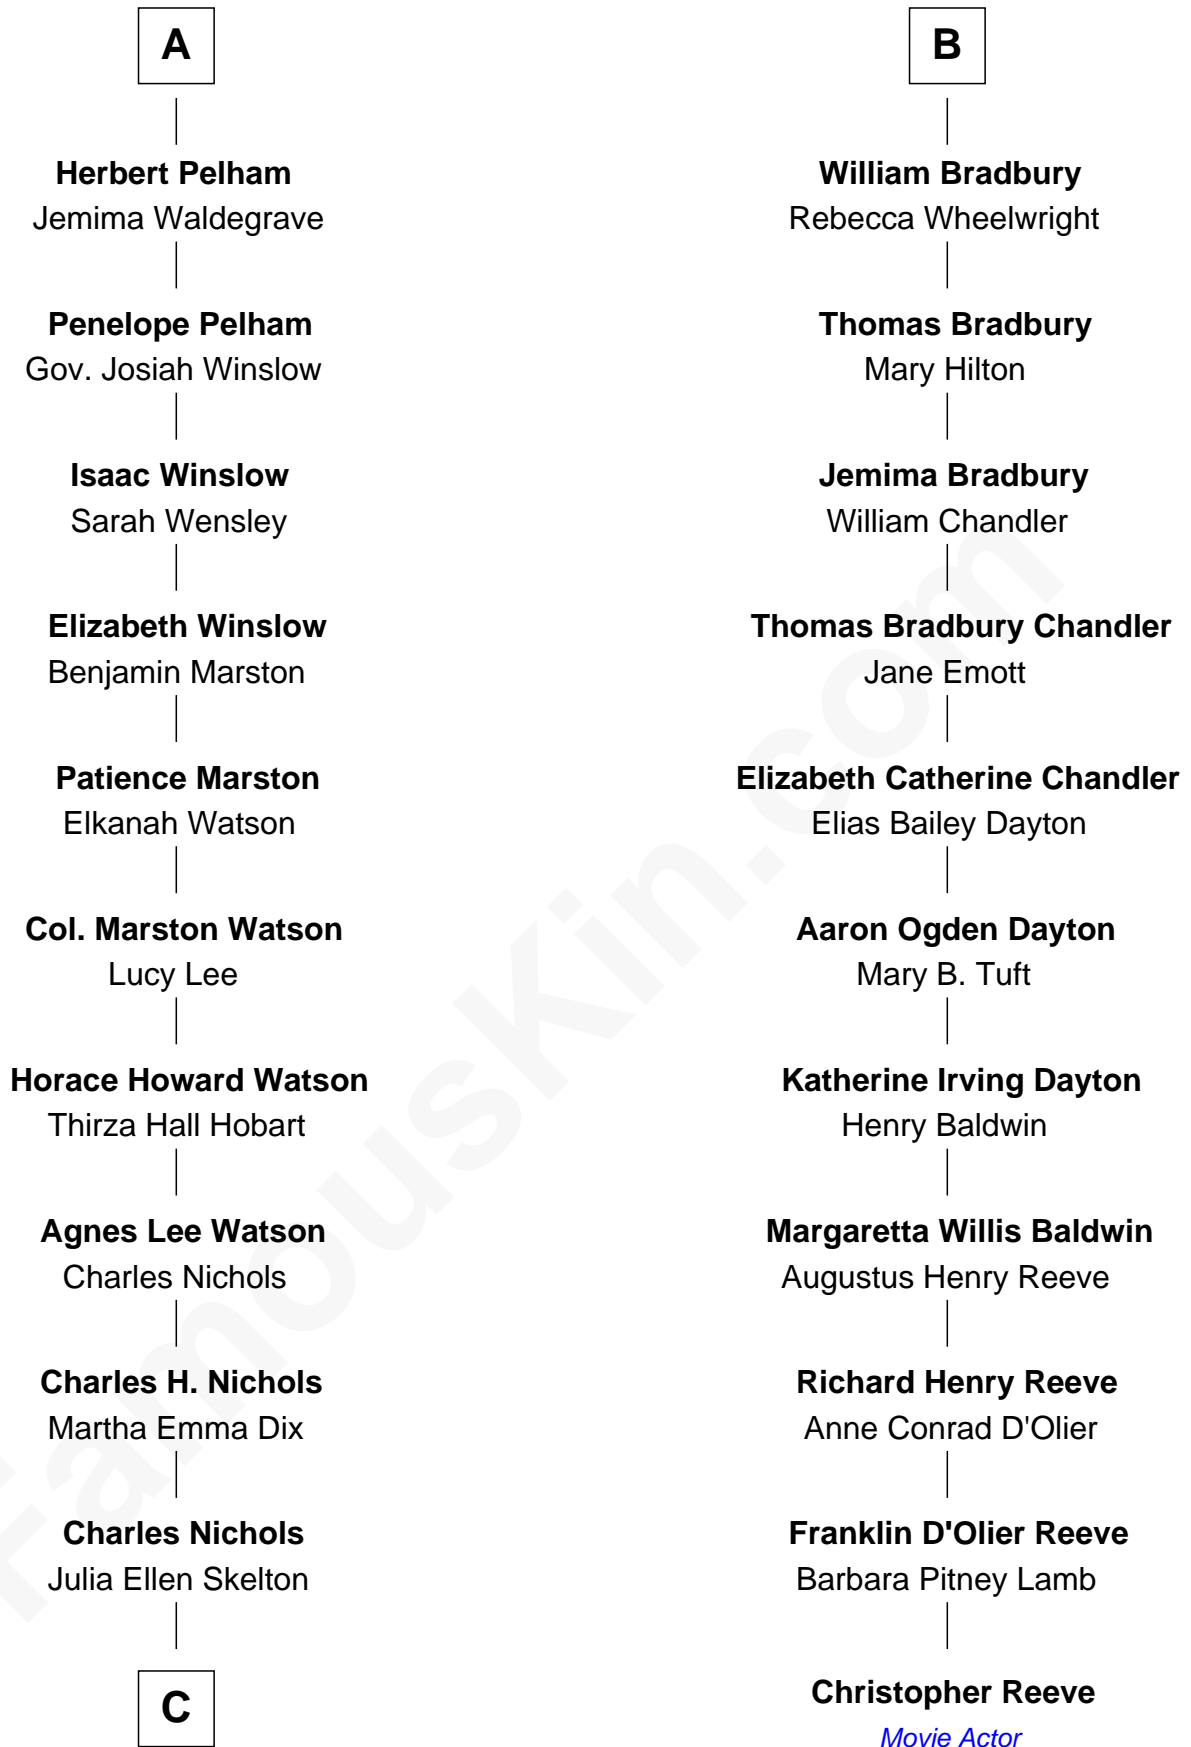 A
Herbert Pelham
Jemima Waldegrave
Penelope Pelham
Gov. Josiah Winslow
Isaac Winslow
Sarah Wensley
Elizabeth Winslow
Benjamin Marston
Patience Marston
Elkanah Watson
Col. Marston Watson
Lucy Lee
Horace Howard Watson
Thirza Hall Hobart
Agnes Lee Watson
Charles Nichols
Charles H. Nichols
Martha Emma Dix
Charles Nichols
Julia Ellen Skelton
C
B
William Bradbury
Rebecca Wheelwright
Thomas Bradbury
Mary Hilton
Jemima Bradbury
William Chandler
Thomas Bradbury Chandler
Jane Emott
Elizabeth Catherine Chandler
Elias Bailey Dayton
Aaron Ogden Dayton
Mary B. Tuft
Katherine Irving Dayton
Henry Baldwin
Margaretta Willis Baldwin
Augustus Henry Reeve
Richard Henry Reeve
Anne Conrad D'Olier
Franklin D'Olier Reeve
Barbara Pitney Lamb
Christopher Reeve
Movie Actor
FamousKin.com